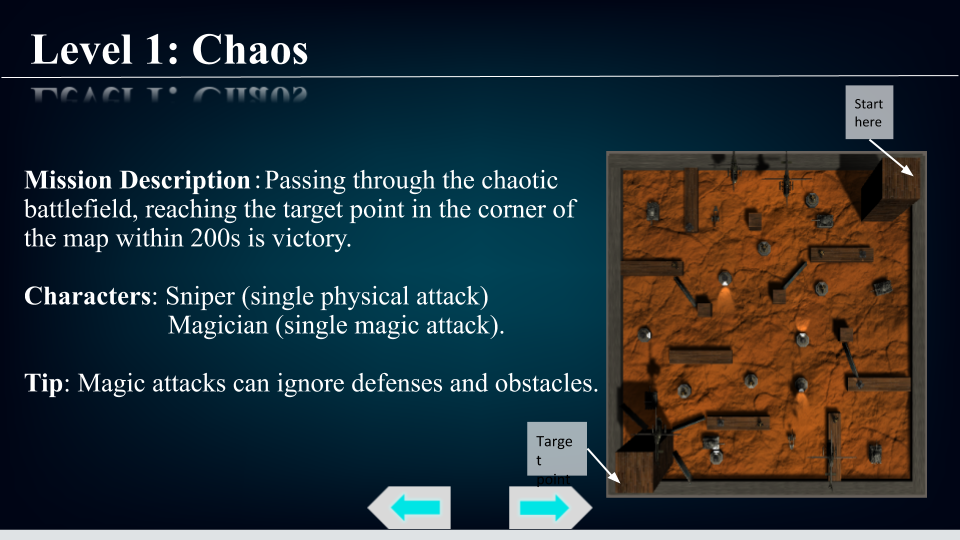 Level 1: Chaos
Start
here
Mission Description：Passing through the chaotic
battlefield, reaching the target point in the corner of
the map within 200s is victory.
Characters: Sniper (single physical attack)
Magician (single magic attack).
Tip: Magic attacks can ignore defenses and obstacles.
Targe
t
point